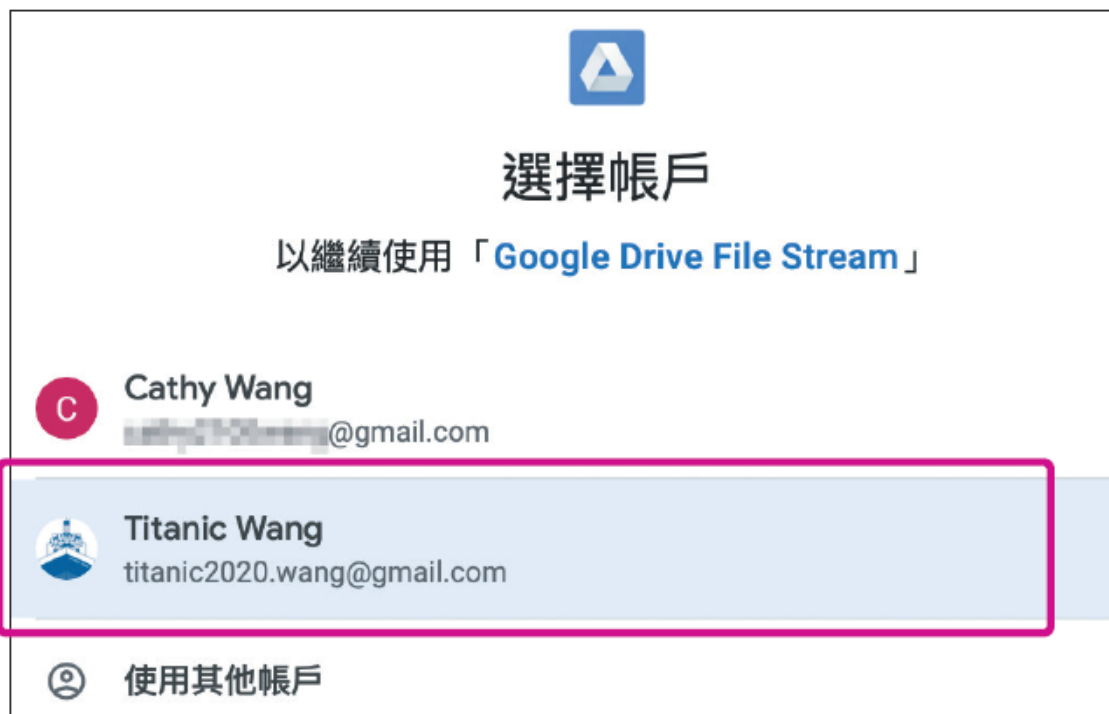 選擇帳戶
以繼續使用「Google Drive File Stream」
C
Cathy Wang
@gmail.com
Titanic Wang
titanic2020.wang@gmail.com
使用其他帳戶